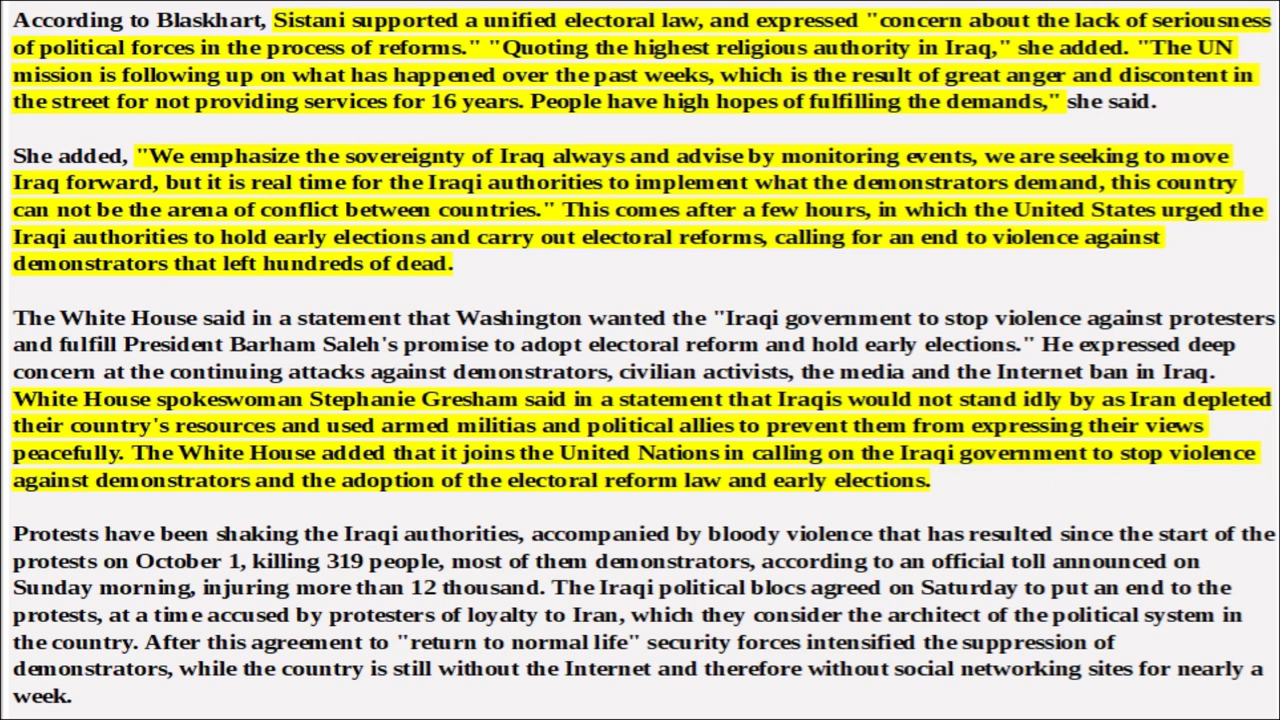 According to Blaskhart, Sistani supported a unified electoral law, and expressed "concern about the lack of seriousness
of political forces in the process of reforms." "Quoting the highest religious authority in Iraq," she added. "The UN
mission is following up on what has happened over the past weeks, which is the result of great anger and discontent in
the street for not providing services for 16 years. People have high hopes of fulfilling the demands," she said.
She added, "We emphasize the sovereignty of Iraq always and advise by monitoring events, we are seeking to move
Iraq forward, but it is real time for the Iraqi authorities to implement what the demonstrators demand, this country
can not be the arena of conflict between countries." This comes after a few hours, in which the United States urged the
Iraqi authorities to hold early elections and carry out electoral reforms, calling for an end to violence against
demonstrators that left hundreds of dead.
The White House said in a statement that Washington wanted the "Iraqi government to stop violence against protesters
and fulfill President Barham Saleh's promise to adopt electoral reform and hold early elections." He expressed deep
concern at the continuing attacks against demonstrators, civilian activists, the media and the Internet ban in Iraq.
White House spokeswoman Stephanie Gresham said in a statement that Iraqis would not stand idly by as Iran depleted
their country's resources and used armed militias and political allies to prevent them from expressing their views
peacefully. The White House added that it joins the United Nations in calling on the Iraqi government to stop violence
against demonstrators and the adoption of the electoral reform law and early elections.
Protests have been shaking the Iraqi authorities, accompanied by bloody violence that has resulted since the start of the
protests on October 1, killing 319 people, most of them demonstrators, according to an official toll announced on
Sunday morning, injuring more than 12 thousand. The Iraqi political blocs agreed on Saturday to put an end to the
protests, at a time accused by protesters of loyalty to Iran, which they consider the architect of the political system in
the country. After this agreement to "return to normal life" security forces intensified the suppression of
demonstrators, while the country is still without the Internet and therefore without social networking sites for nearly a
week.